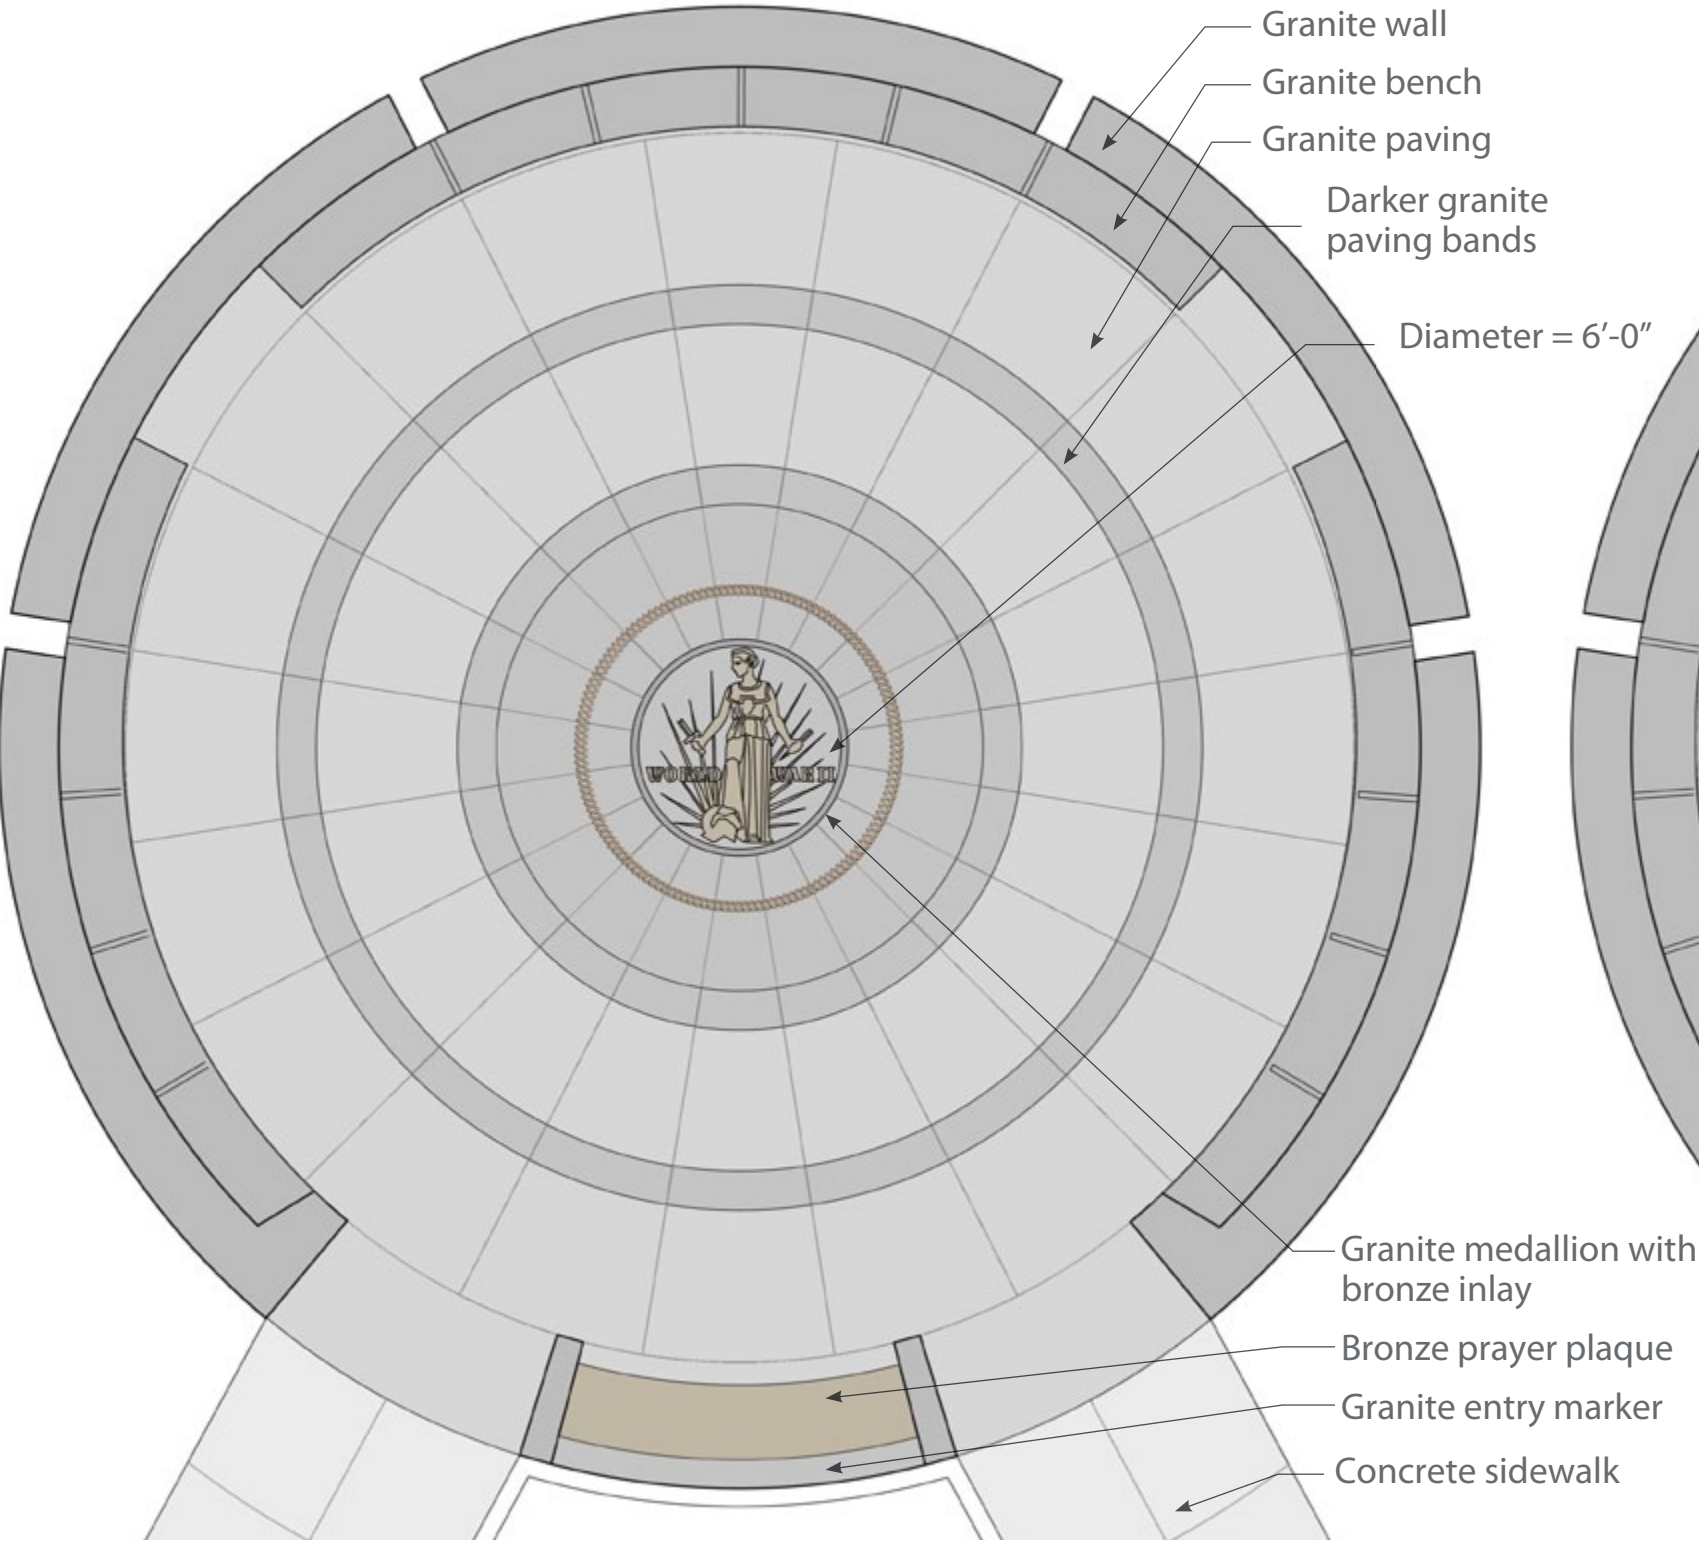 Granite wall
Granite bench
Granite paving
Darker granite
paving bands
Diameter = 6′-0″
WORLD WAR II
Granite medallion with
bronze inlay
Bronze prayer plaque
Granite entry marker
Concrete sidewalk